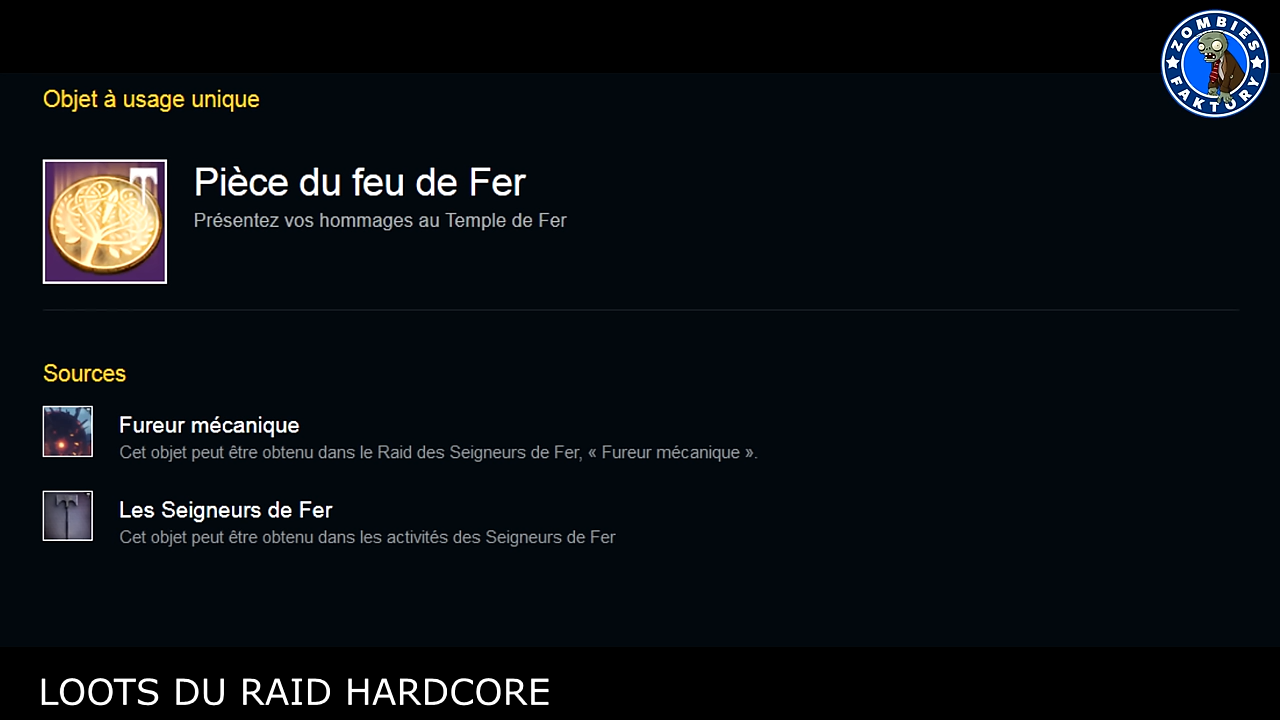 ZOMBIES
FAKTORY
Objet à usage unique
Pièce du feu de Fer
Présentez vos hommages au Temple de Fer
Sources
Fureur mécanique
Cet objet peut être obtenu dans le Raid des Seigneurs de Fer, « Fureur mécanique ».
Les Seigneurs de Fer
Cet objet peut être obtenu dans les activités des Seigneurs de Fer
LOOTS DU RAID HARDCORE